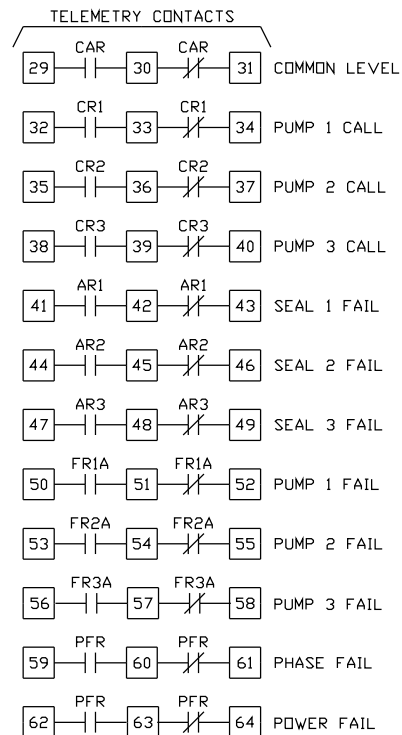 TELEMETRY CONTACTS
CAR CAR
29 30 31 COMMON LEVEL
CR1 CR1
32 33 34 PUMP 1 CALL
CR2 CR2
35 36 37 PUMP 2 CALL
CR3 CR3
38 39 40 PUMP 3 CALL
AR1 AR1
41 42 43 SEAL 1 FAIL
AR2 AR2
44 45 46 SEAL 2 FAIL
AR3 AR3
47 48 49 SEAL 3 FAIL
FR1A FR1A
50 51 52 PUMP 1 FAIL
FR2A FR2A
53 54 55 PUMP 2 FAIL
FR3A FR3A
56 57 58 PUMP 3 FAIL
PFR PFR
59 60 61 PHASE FAIL
PFR PFR
62 63 64 POWER FAIL